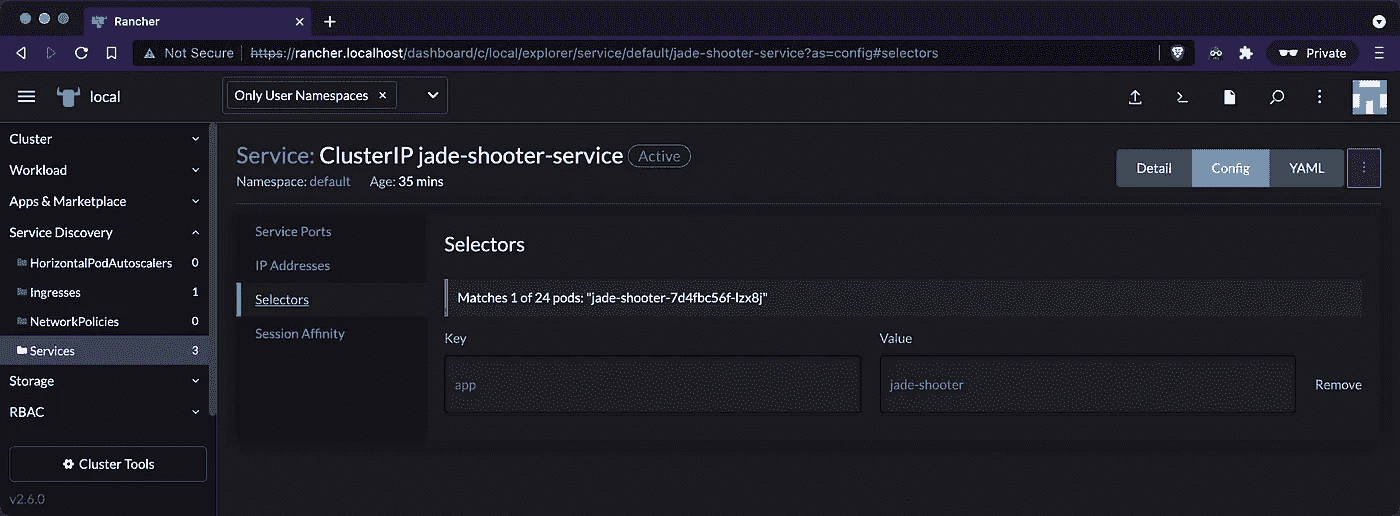 Rancher
Not Secure https://rancher.localhost/dashboard/c/local/explorer/service/default/jade-shooter-service?as=config#selectors Private
local Only User Namespaces
Cluster
Workload
Apps & Marketplace
Service Discovery
HorizontalPodAutoscalers 0
Ingresses 1
NetworkPolicies 0
Services 3
Storage
RBAC
Cluster Tools
v2.6.0
Service: ClusterIP jade-shooter-service Active
Namespace: default Age: 35 mins
Detail Config YAML
Service Ports
IP Addresses
Selectors
Session Affinity
Selectors
Matches 1 of 24 pods: "jade-shooter-7d4fbc56f-lzx8j"
Key Value
app jade-shooter Remove